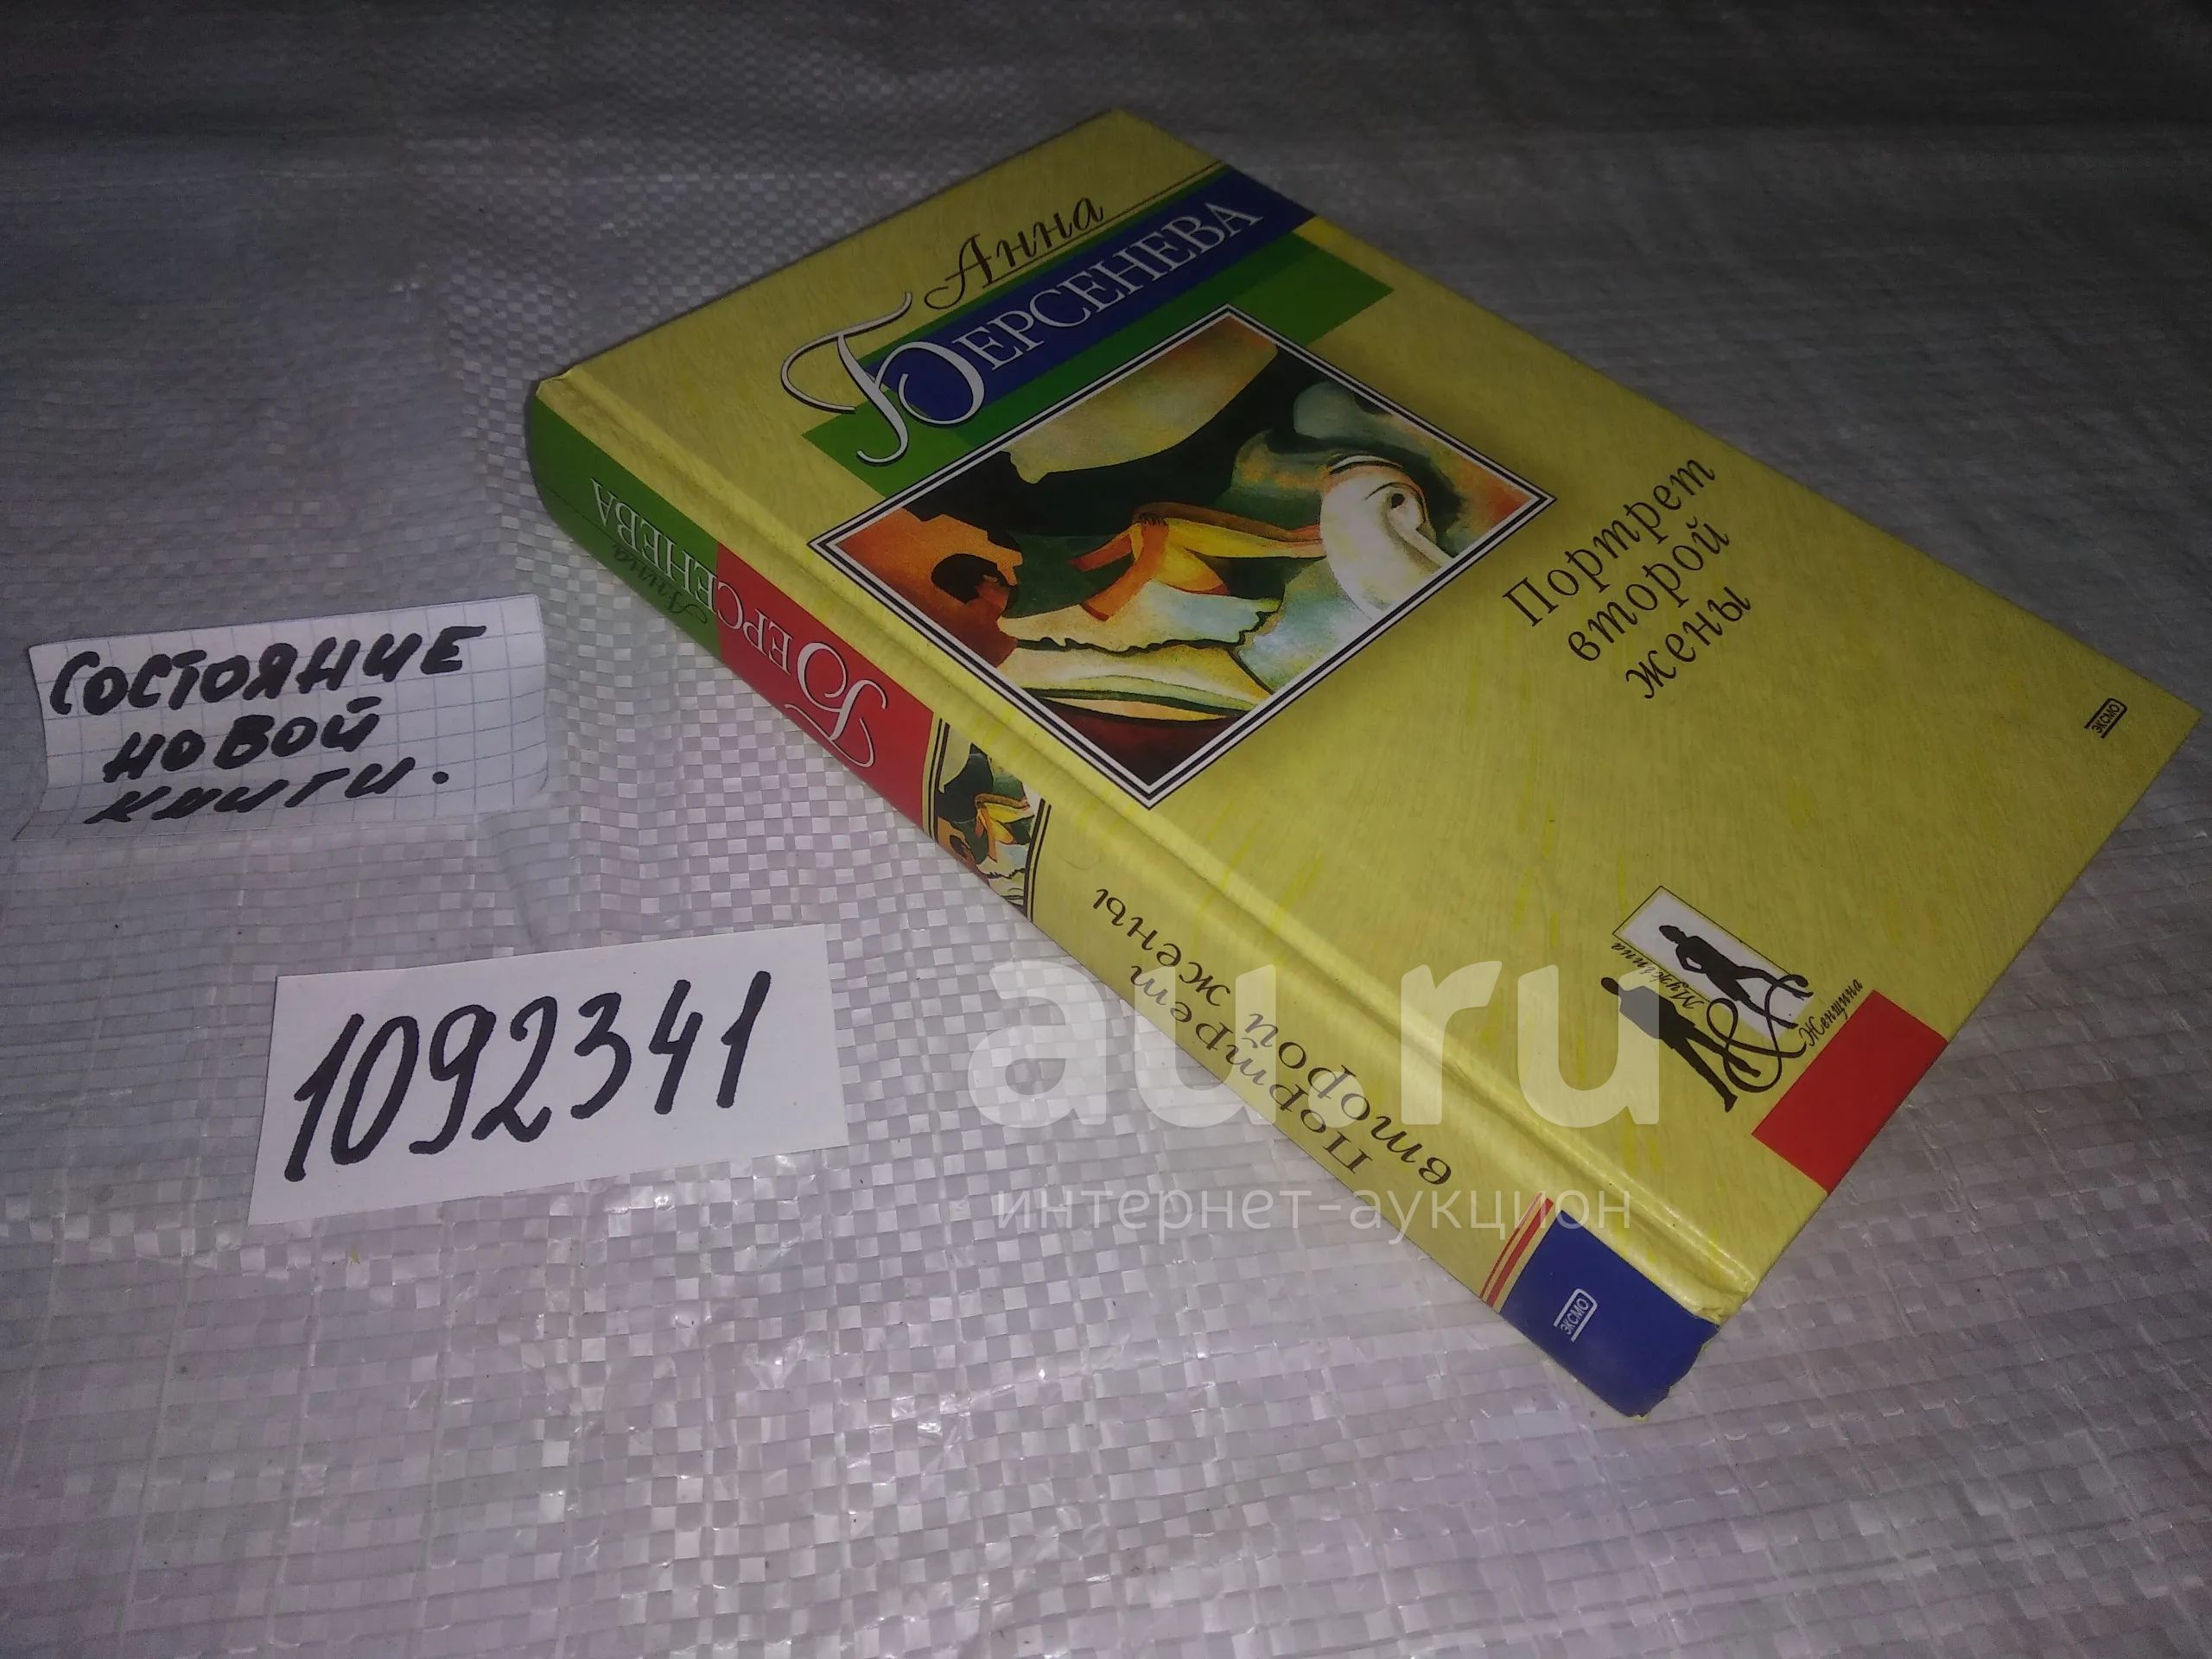 Анна
БЕРСЕНЕВА
Портрет
второй
жены
ЭКСМО
Мужчина
Женщина
Анна
БЕРСЕНЕВА
Портрет
второй жены
ЭКСМО
СОСТОЯНИЕ
НОВОЙ
КНИГИ.
1092341
au.ru
интернет-аукцион